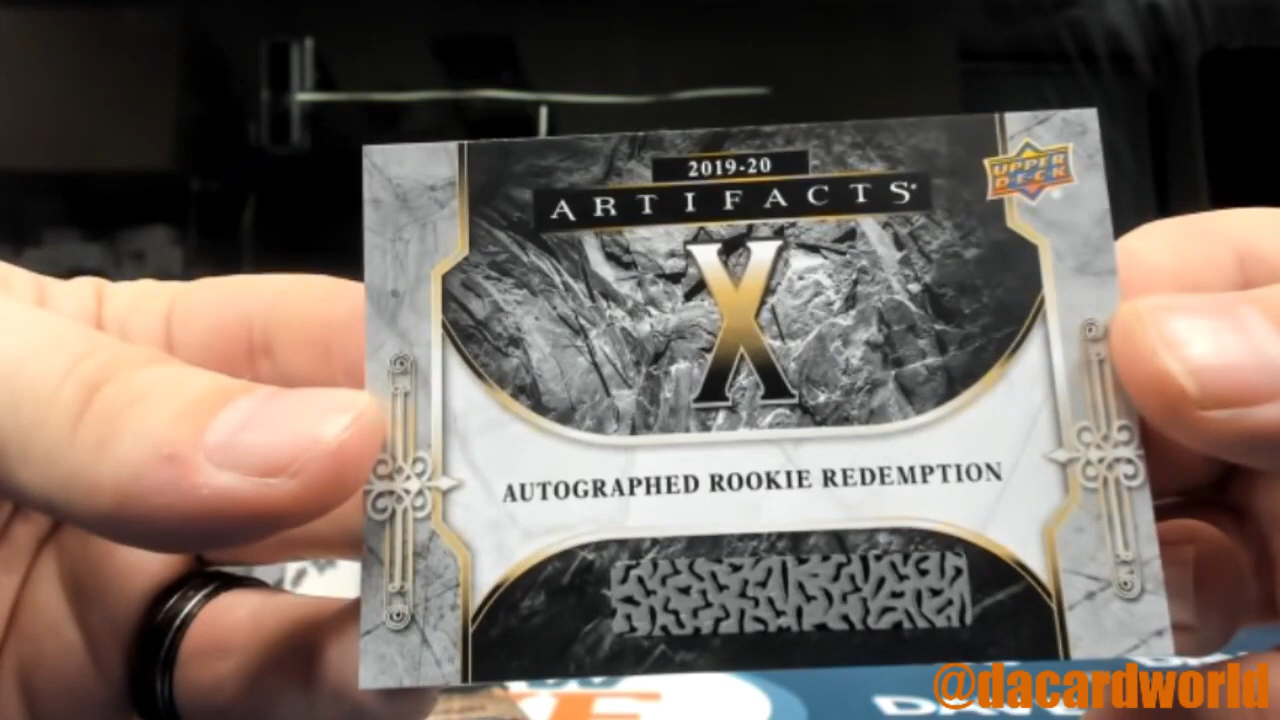 2019-20
ARTIFACTS
UPPER
DECK
X
AUTOGRAPHED ROOKIE REDEMPTION
@dacardworld